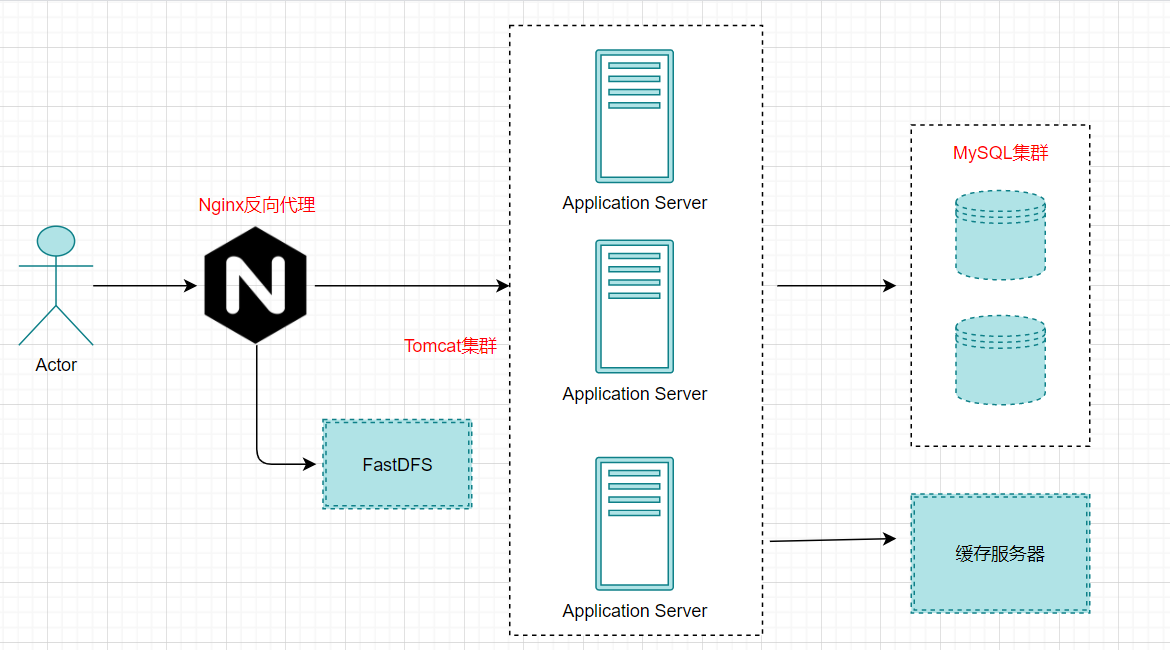 Nginx反向代理
Actor
Tomcat集群
FastDFS
Application Server
Application Server
Application Server
MySQL集群
缓存服务器